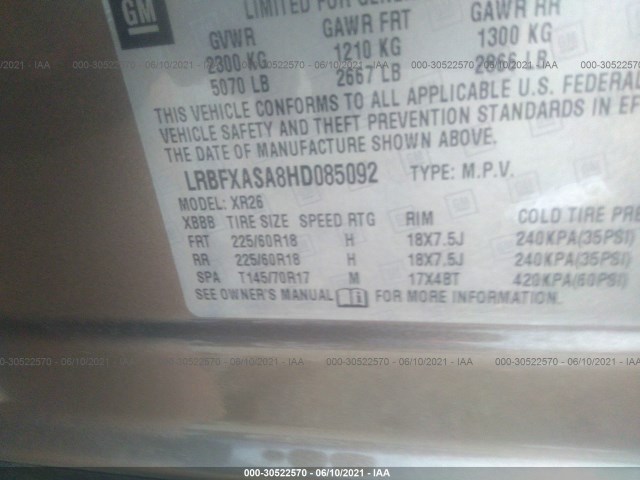 GM
LIMITED FOR
GVWR GAWR FRT GAWR RR
2300 KG 1210 KG 1300 KG
5070 LB 2667 LB 2866 LB
THIS VEHICLE CONFORMS TO ALL APPLICABLE U.S. FEDERAL
VEHICLE SAFETY AND THEFT PREVENTION STANDARDS IN EF
THE DATE OF MANUFACTURE SHOWN ABOVE.
LRBFXASA8HD085092 TYPE: M.P.V.
MODEL: XR26
XBBB TIRE SIZE SPEED RTG RIM COLD TIRE PRE
FRT 225/60R18 H 18X7.5J 240KPA(35PSI)
RR 225/60R18 H 18X7.5J 240KPA(35PSI)
SPA T145/70R17 M 17X4BT 420KPA(60PSI)
SEE OWNER'S MANUAL FOR MORE INFORMATION.
000-30522570 - 06/10/2021 - IAA